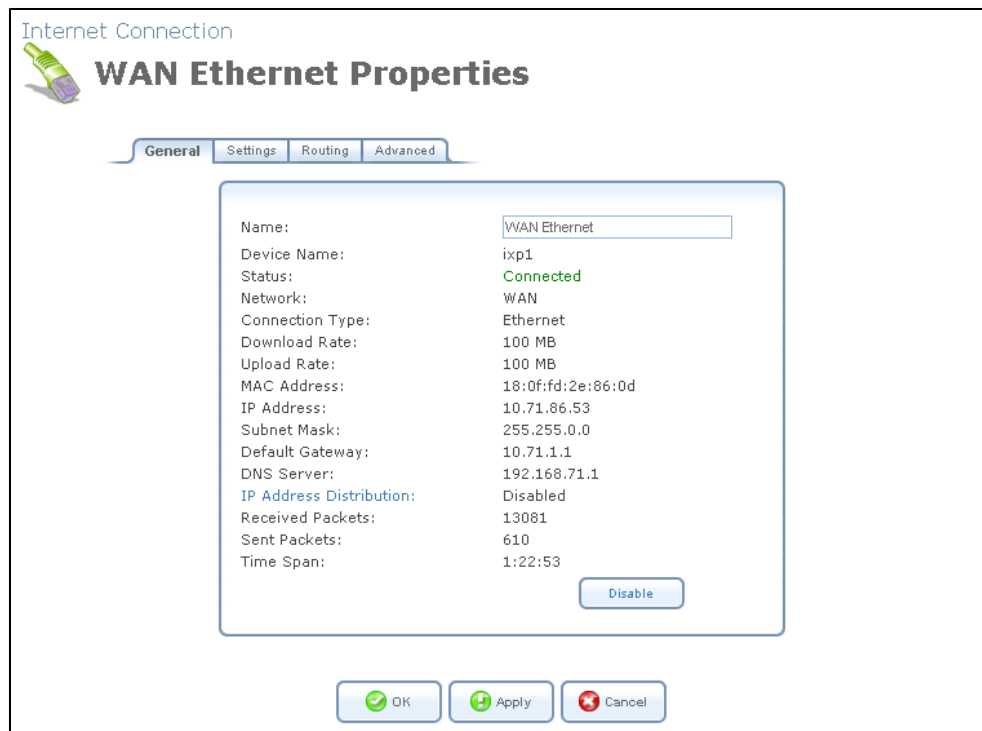 Internet Connection
WAN Ethernet Properties
General Settings Routing Advanced
Name: WAN Ethernet
Device Name: ixp1
Status: Connected
Network: WAN
Connection Type: Ethernet
Download Rate: 100 MB
Upload Rate: 100 MB
MAC Address: 18:0f:fd:2e:86:0d
IP Address: 10.71.86.53
Subnet Mask: 255.255.0.0
Default Gateway: 10.71.1.1
DNS Server: 192.168.71.1
IP Address Distribution: Disabled
Received Packets: 13081
Sent Packets: 610
Time Span: 1:22:53
Disable
OK Apply Cancel